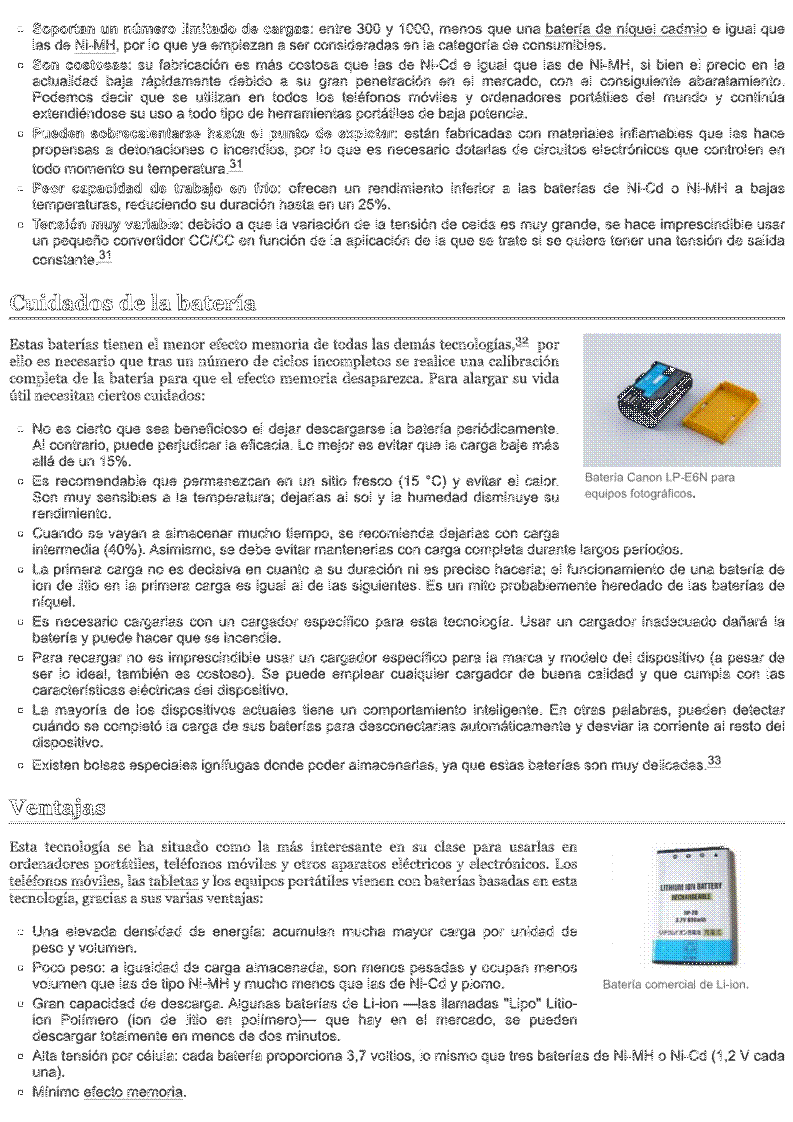 Soportan un número limitado de cargas: entre 300 y 1000, menos que una batería de níquel cadmio e igual que
las de Ni-MH, por lo que ya empiezan a ser consideradas en la categoría de consumibles.
Son costosas: su fabricación es más costosa que las de Ni-Cd e igual que las de Ni-MH, si bien el precio en la
actualidad baja rápidamente debido a su gran penetración en el mercado, con el consiguiente abaratamiento.
Podemos decir que se utilizan en todos los teléfonos móviles y ordenadores portátiles del mundo y continúa
extendiéndose su uso a todo tipo de herramientas portátiles de baja potencia.
Pueden sobrecalentarse hasta el punto de explotar: están fabricadas con materiales inflamables que las hace
propensas a detonaciones o incendios, por lo que es necesario dotarlas de circuitos electrónicos que controlen en
todo momento su temperatura.31
Peor capacidad de trabajo en frío: ofrecen un rendimiento inferior a las baterías de Ni-Cd o Ni-MH a bajas
temperaturas, reduciendo su duración hasta en un 25%.
Tensión muy variable: debido a que la variación de la tensión de celda es muy grande, se hace imprescindible usar
un pequeño convertidor CC/CC en función de la aplicación de la que se trate si se quiere tener una tensión de salida
constante.31
Cuidados de la batería
Estas baterías tienen el menor efecto memoria de todas las demás tecnologías,32 por
ello es necesario que tras un número de ciclos incompletos se realice una calibración
completa de la batería para que el efecto memoria desaparezca. Para alargar su vida
útil necesitan ciertos cuidados:
No es cierto que sea beneficioso el dejar descargarse la batería periódicamente.
Al contrario, puede perjudicar la eficacia. Lo mejor es evitar que la carga baje más
allá de un 15%.
Es recomendable que permanezcan en un sitio fresco (15 °C) y evitar el calor.
Son muy sensibles a la temperatura; dejarlas al sol y la humedad disminuye su
rendimiento.
Batería Canon LP-E6N para
equipos fotográficos.
Cuando se vayan a almacenar mucho tiempo, se recomienda dejarlas con carga
intermedia (40%). Asimismo, se debe evitar mantenerlas con carga completa durante largos períodos.
La primera carga no es decisiva en cuanto a su duración ni es preciso hacerla; el funcionamiento de una batería de
ion de litio en la primera carga es igual al de las siguientes. Es un mito probablemente heredado de las baterías de
níquel.
Es necesario cargarlas con un cargador específico para esta tecnología. Usar un cargador inadecuado dañará la
batería y puede hacer que se incendie.
Para recargar no es imprescindible usar un cargador específico para la marca y modelo del dispositivo (a pesar de
ser lo ideal, también es costoso). Se puede emplear cualquier cargador de buena calidad y que cumpla con las
características eléctricas del dispositivo.
La mayoría de los dispositivos actuales tiene un comportamiento inteligente. En otras palabras, pueden detectar
cuándo se completó la carga de sus baterías para desconectarlas automáticamente y desviar la corriente al resto del
dispositivo.
Existen bolsas especiales ignífugas donde poder almacenarlas, ya que estas baterías son muy delicadas.33
Ventajas
Esta tecnología se ha situado como la más interesante en su clase para usarlas en
ordenadores portátiles, teléfonos móviles y otros aparatos eléctricos y electrónicos. Los
teléfonos móviles, las tabletas y los equipos portátiles vienen con baterías basadas en esta
tecnología, gracias a sus varias ventajas:
LITHIUM ION BATTERY
RECHARGEABLE
Una elevada densidad de energía: acumulan mucha mayor carga por unidad de
peso y volumen.
Poco peso: a igualdad de carga almacenada, son menos pesadas y ocupan menos
volumen que las de tipo Ni-MH y mucho menos que las de Ni-Cd y plomo.
Batería comercial de Li-ion.
Gran capacidad de descarga. Algunas baterías de Li-ion —las llamadas "Lipo" Litio-
ion Polímero (ion de litio en polímero)— que hay en el mercado, se pueden
descargar totalmente en menos de dos minutos.
Alta tensión por célula: cada batería proporciona 3,7 voltios, lo mismo que tres baterías de Ni-MH o Ni-Cd (1,2 V cada
una).
Mínimo efecto memoria.